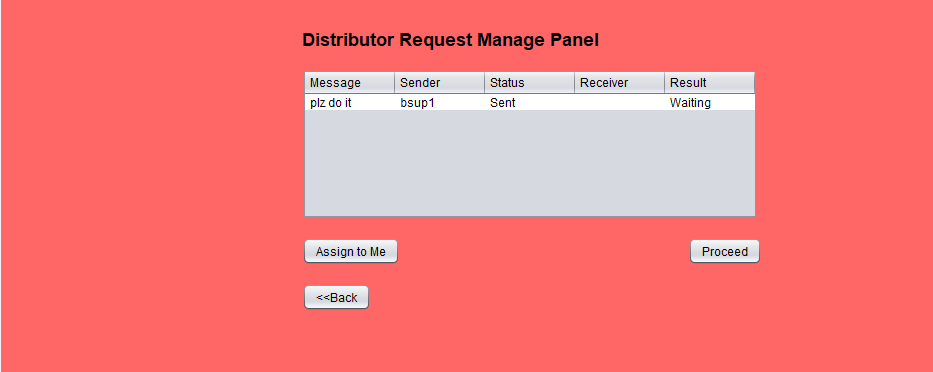 Distributor Request Manage Panel
Message Sender Status Receiver Result
plz do it bsup1 Sent Waiting
Assign to Me Proceed
<<Back